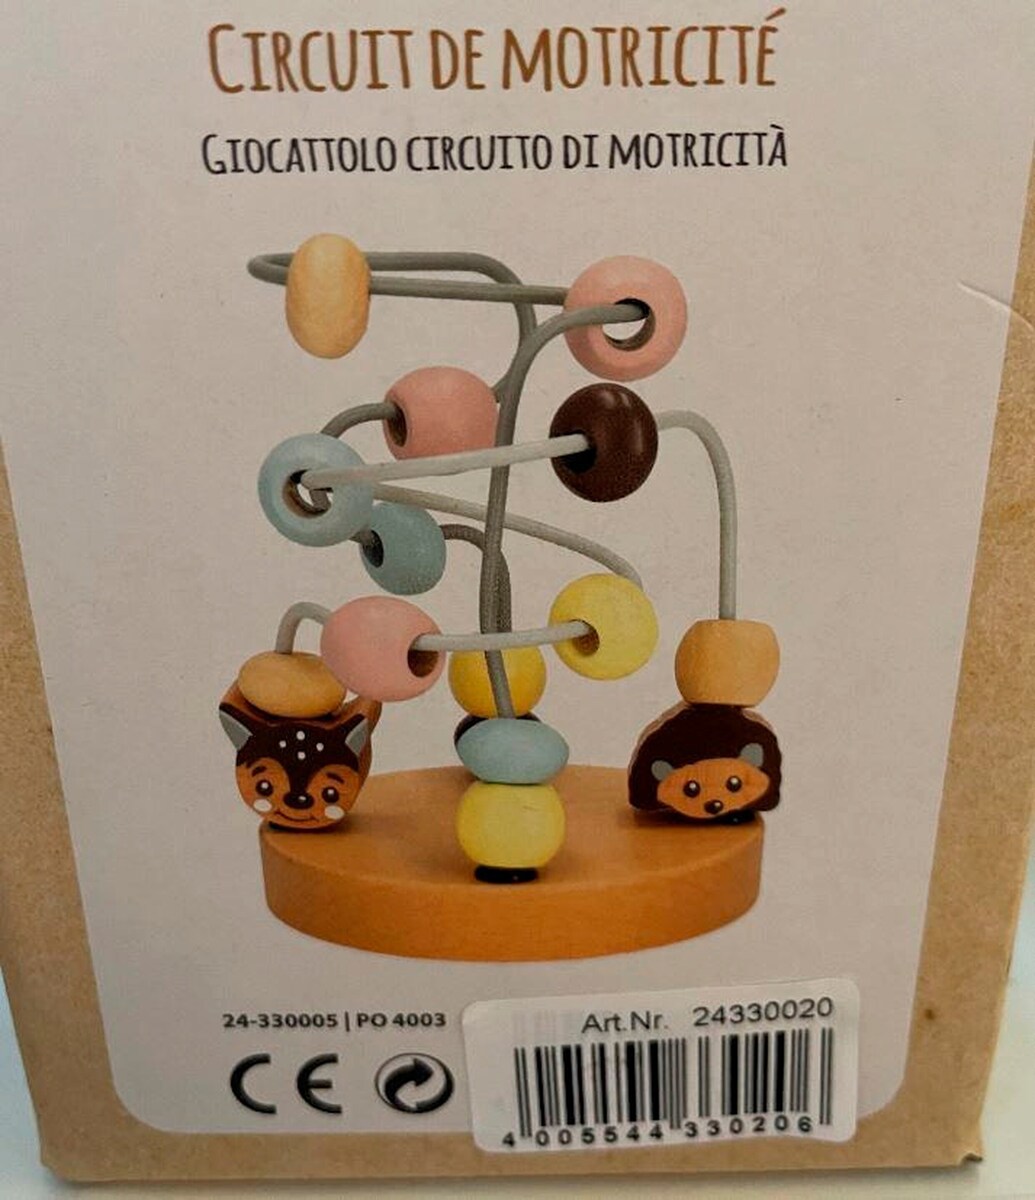 CIRCUIT DE MOTRICITÉ
GIOCATTOLO CIRCUITO DI MOTRICITÀ
24-330005 | PO 4003
Art.Nr. 24330020
CE
4 005544 330206